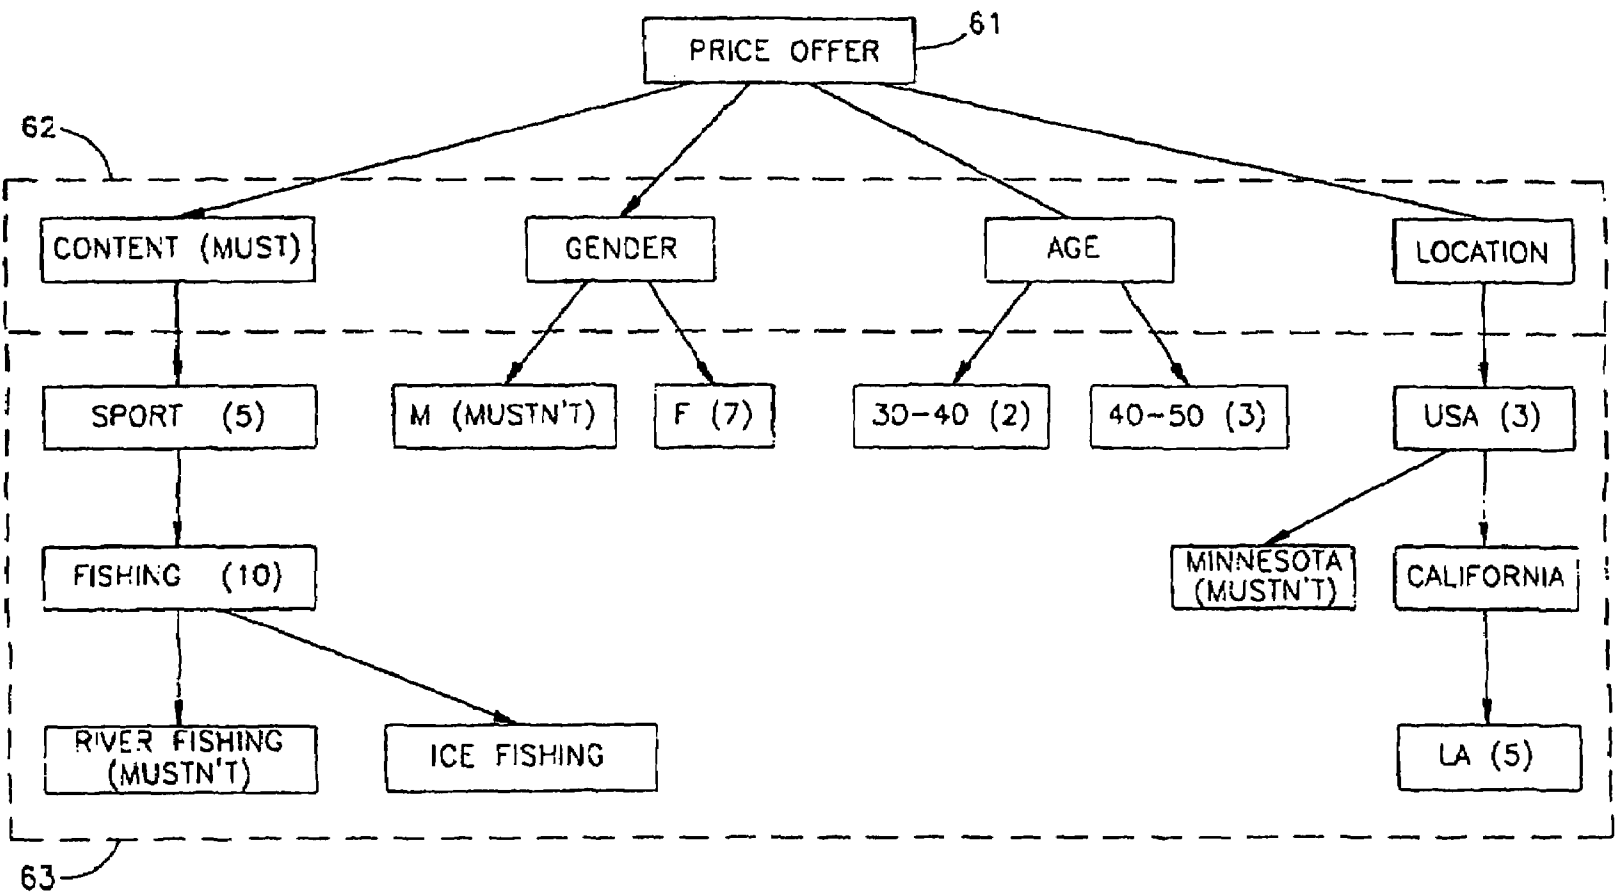 61
PRICE OFFER
62
CONTENT (MUST)
GENDER
AGE
LOCATION
SPORT (5)
M (MUSTN'T)
F (7)
30-40 (2)
40-50 (3)
USA (3)
FISHING (10)
MINNESOTA
(MUSTN'T)
CALIFORNIA
RIVER FISHING
(MUSTN'T)
ICE FISHING
LA (5)
63